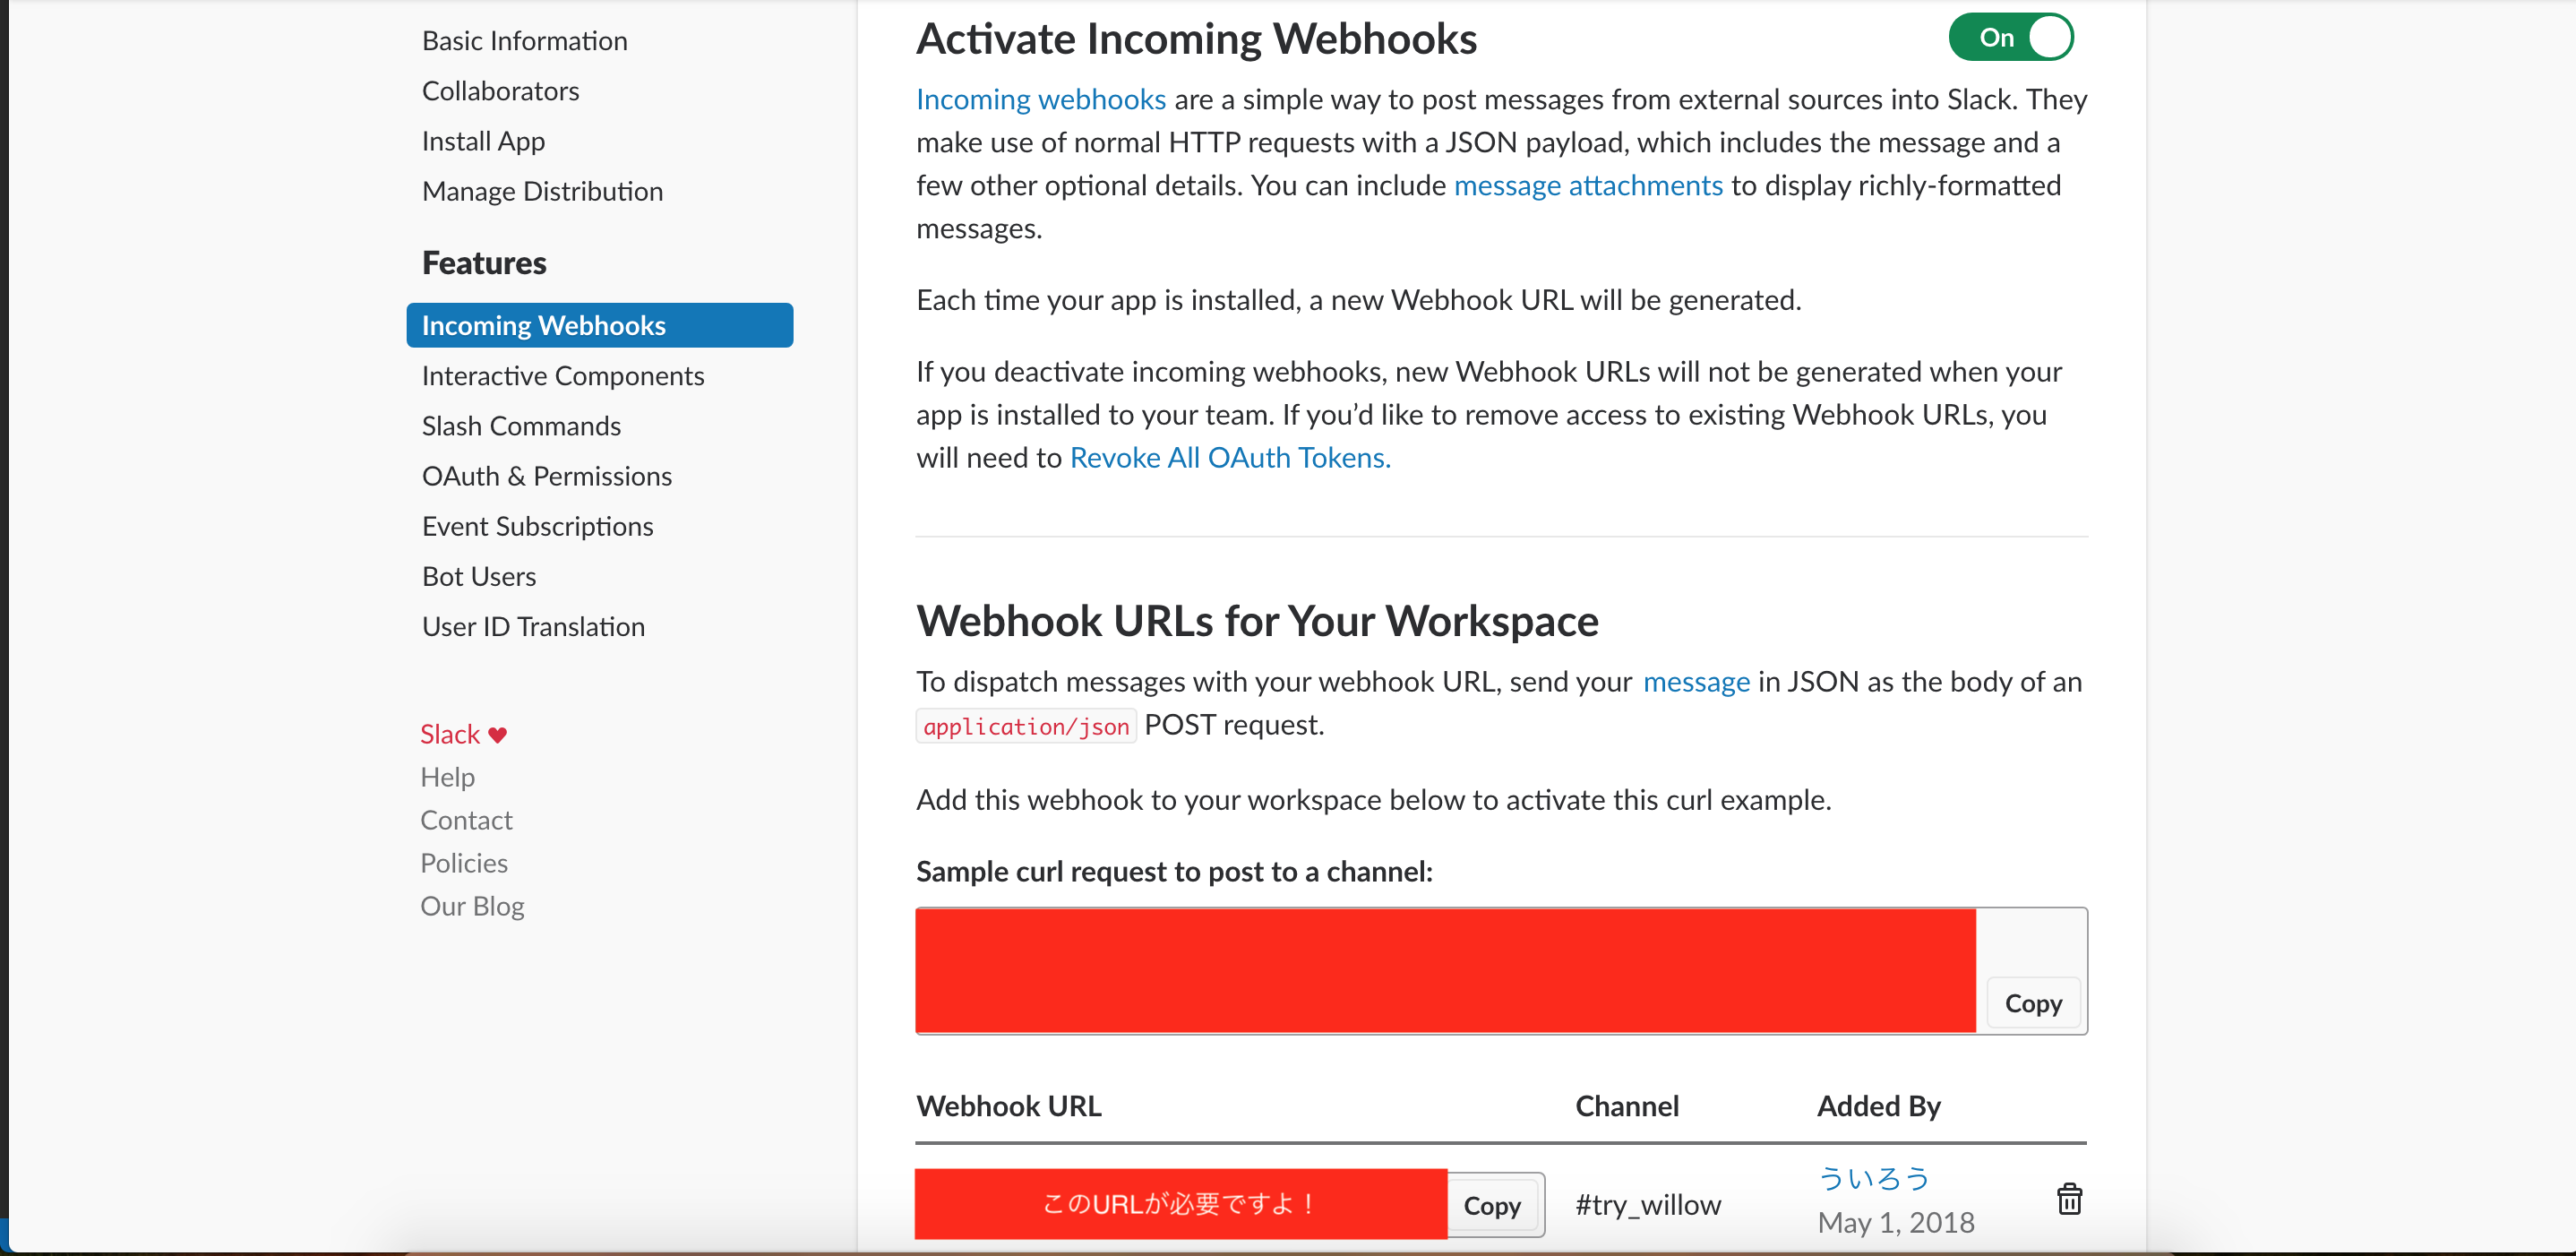 Basic Information
Collaborators
Install App
Manage Distribution
Features
Incoming Webhooks
Interactive Components
Slash Commands
OAuth & Permissions
Event Subscriptions
Bot Users
User ID Translation
Slack ♥
Help
Contact
Policies
Our Blog
Activate Incoming Webhooks
On
Incoming webhooks are a simple way to post messages from external sources into Slack. They
make use of normal HTTP requests with a JSON payload, which includes the message and a
few other optional details. You can include message attachments to display richly-formatted
messages.
Each time your app is installed, a new Webhook URL will be generated.
If you deactivate incoming webhooks, new Webhook URLs will not be generated when your
app is installed to your team. If you’d like to remove access to existing Webhook URLs, you
will need to Revoke All OAuth Tokens.
Webhook URLs for Your Workspace
To dispatch messages with your webhook URL, send your message in JSON as the body of an
application/json POST request.
Add this webhook to your workspace below to activate this curl example.
Sample curl request to post to a channel:
Copy
Webhook URL Channel Added By
このURLが必要ですよ！ Copy #try_willow ういろう
May 1, 2018